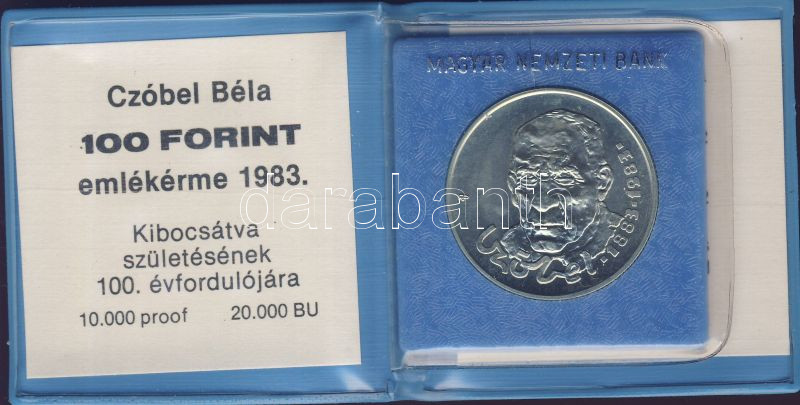 Czóbel Béla
100 FORINT
emlékérme 1983.
Kibocsátva
születésének
100. évfordulójára
10.000 proof 20.000 BU
MAGYAR NEMZETI BANK
Czóbel
1883-1983
darabanth